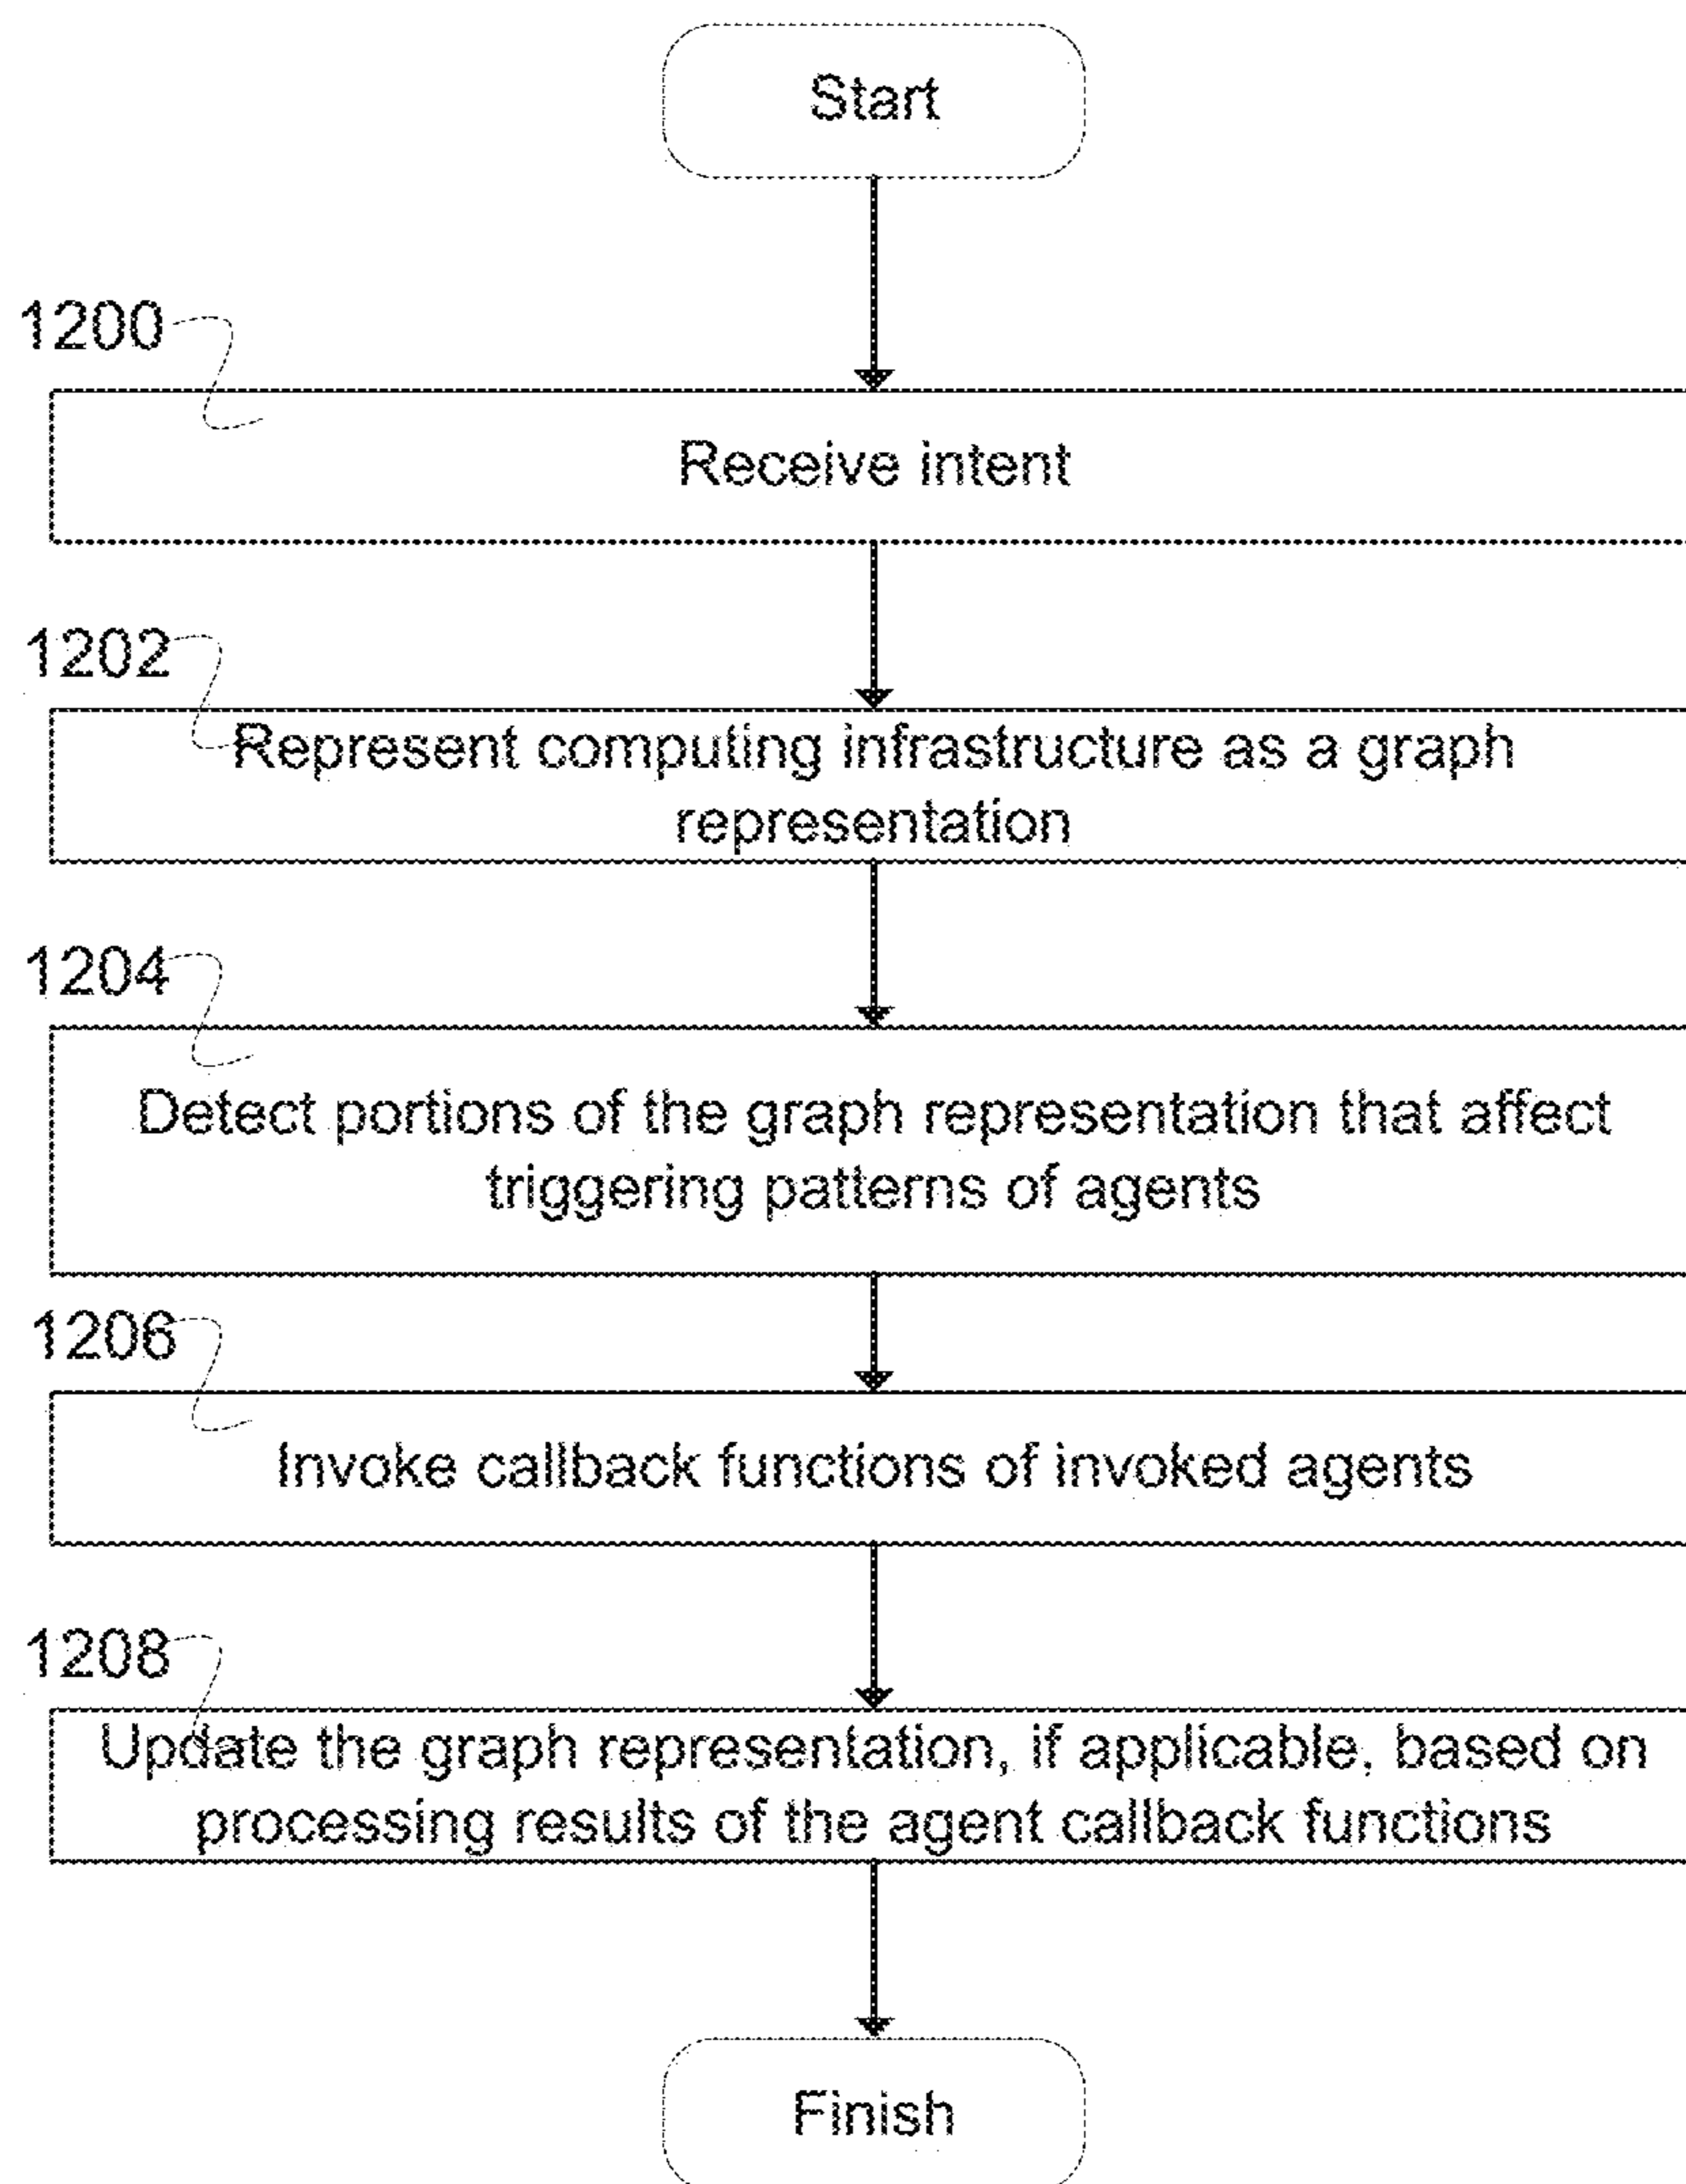 Start
1200
Receive intent
1202
Represent computing infrastructure as a graph
representation
1204
Detect portions of the graph representation that affect
triggering patterns of agents
1206
Invoke callback functions of invoked agents
1208
Update the graph representation, if applicable, based on
processing results of the agent callback functions
Finish